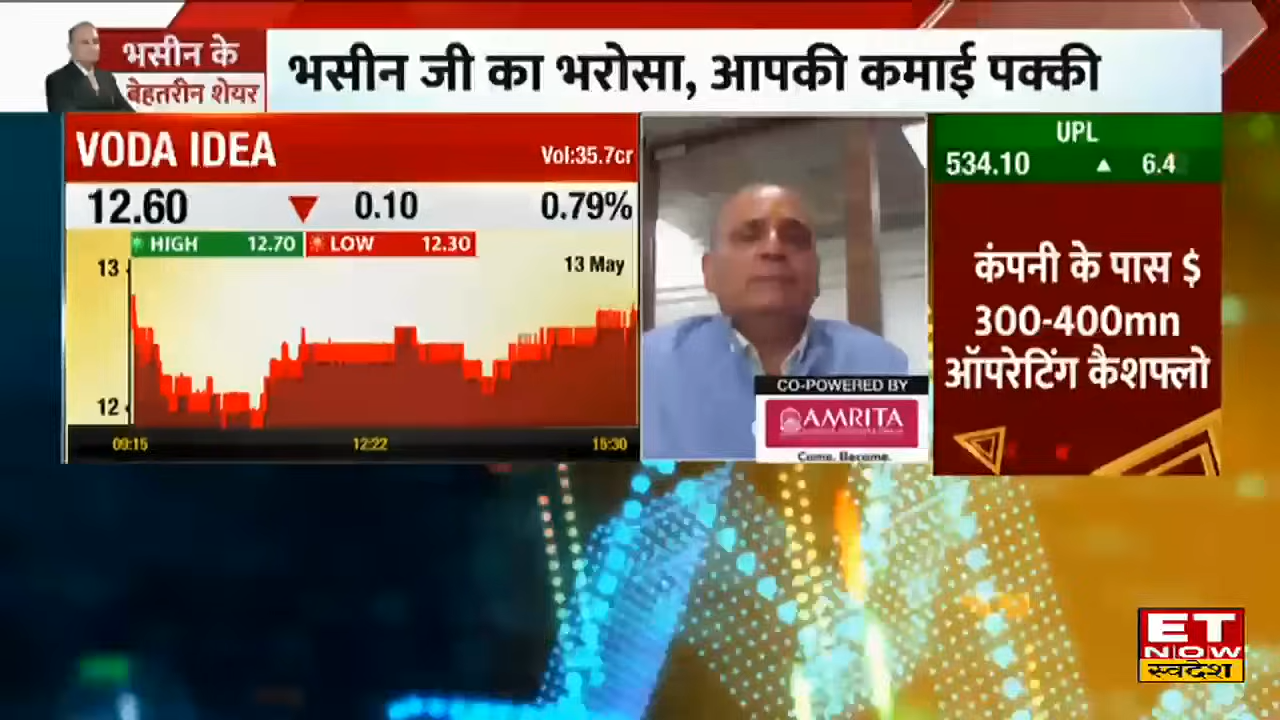 भसीन के
बेहतरीन शेयर
भसीन जी का भरोसा, आपकी कमाई पक्की
VODA IDEA
Vol:35.7cr
12.60 ▼ 0.10 0.79%
HIGH 12.70 LOW 12.30
13 May
13
12
09:15 12:22 15:30
CO-POWERED BY
AMRITA
Come. Become.
UPL
534.10 ▲ 6.4
कंपनी के पास $
300-400mn
ऑपरेटिंग कैशफ्लो
ET
NOW
स्वदेश